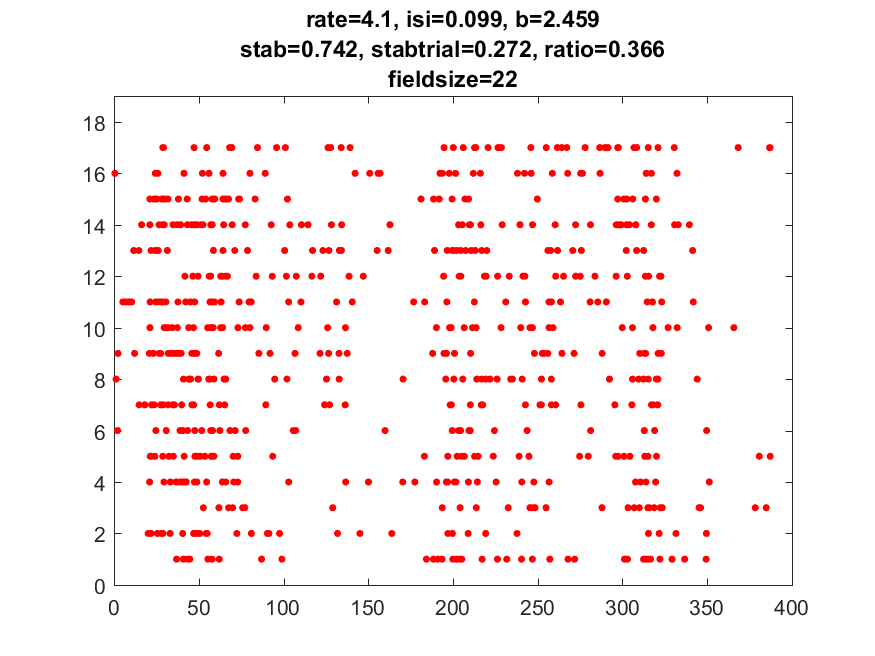 rate=4.1, isi=0.099, b=2.459
stab=0.742, stabtrial=0.272, ratio=0.366
fieldsize=22
18
16
14
12
10
8
6
4
2
0
0 50 100 150 200 250 300 350 400